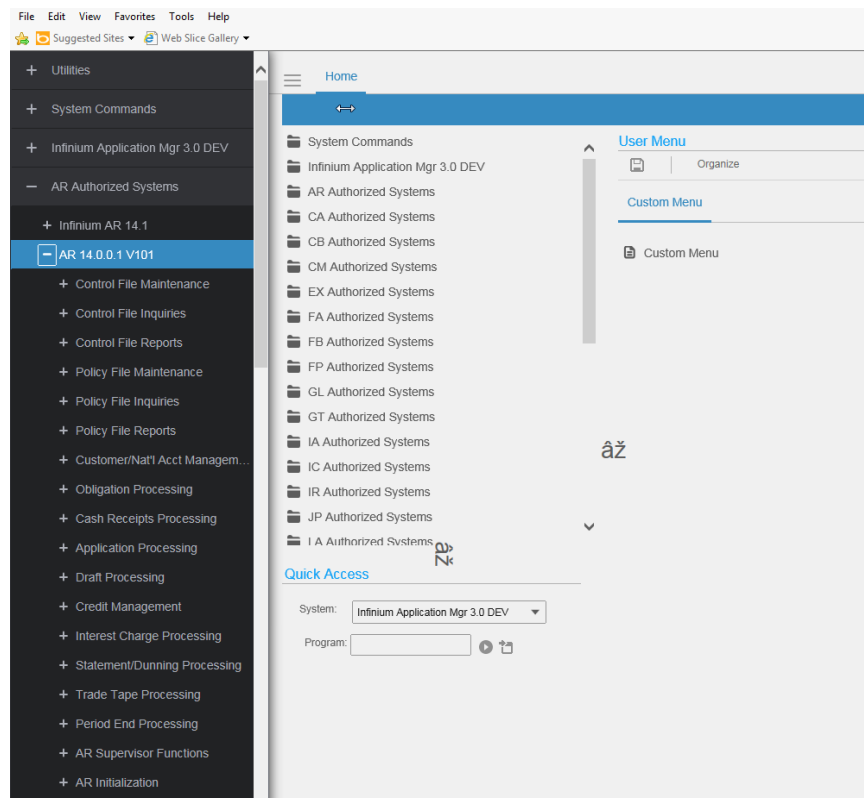 File Edit View Favorites Tools Help
Suggested Sites Web Slice Gallery
Utilities
System Commands
Infinium Application Mgr 3.0 DEV
AR Authorized Systems
Infinium AR 14.1
AR 14.0.0.1 V101
Control File Maintenance
Control File Inquiries
Control File Reports
Policy File Maintenance
Policy File Inquiries
Policy File Reports
Customer/Nat'l Acct Managem...
Obligation Processing
Cash Receipts Processing
Application Processing
Draft Processing
Credit Management
Interest Charge Processing
Statement/Dunning Processing
Trade Tape Processing
Period End Processing
AR Supervisor Functions
AR Initialization
Home
System Commands
Infinium Application Mgr 3.0 DEV
AR Authorized Systems
CA Authorized Systems
CB Authorized Systems
CM Authorized Systems
EX Authorized Systems
FA Authorized Systems
FB Authorized Systems
FP Authorized Systems
GL Authorized Systems
GT Authorized Systems
IA Authorized Systems
IC Authorized Systems
IR Authorized Systems
JP Authorized Systems
LA Authorized Systems
âž
Quick Access
System: Infinium Application Mgr 3.0 DEV
Program:
User Menu
Organize
Custom Menu
Custom Menu
âž